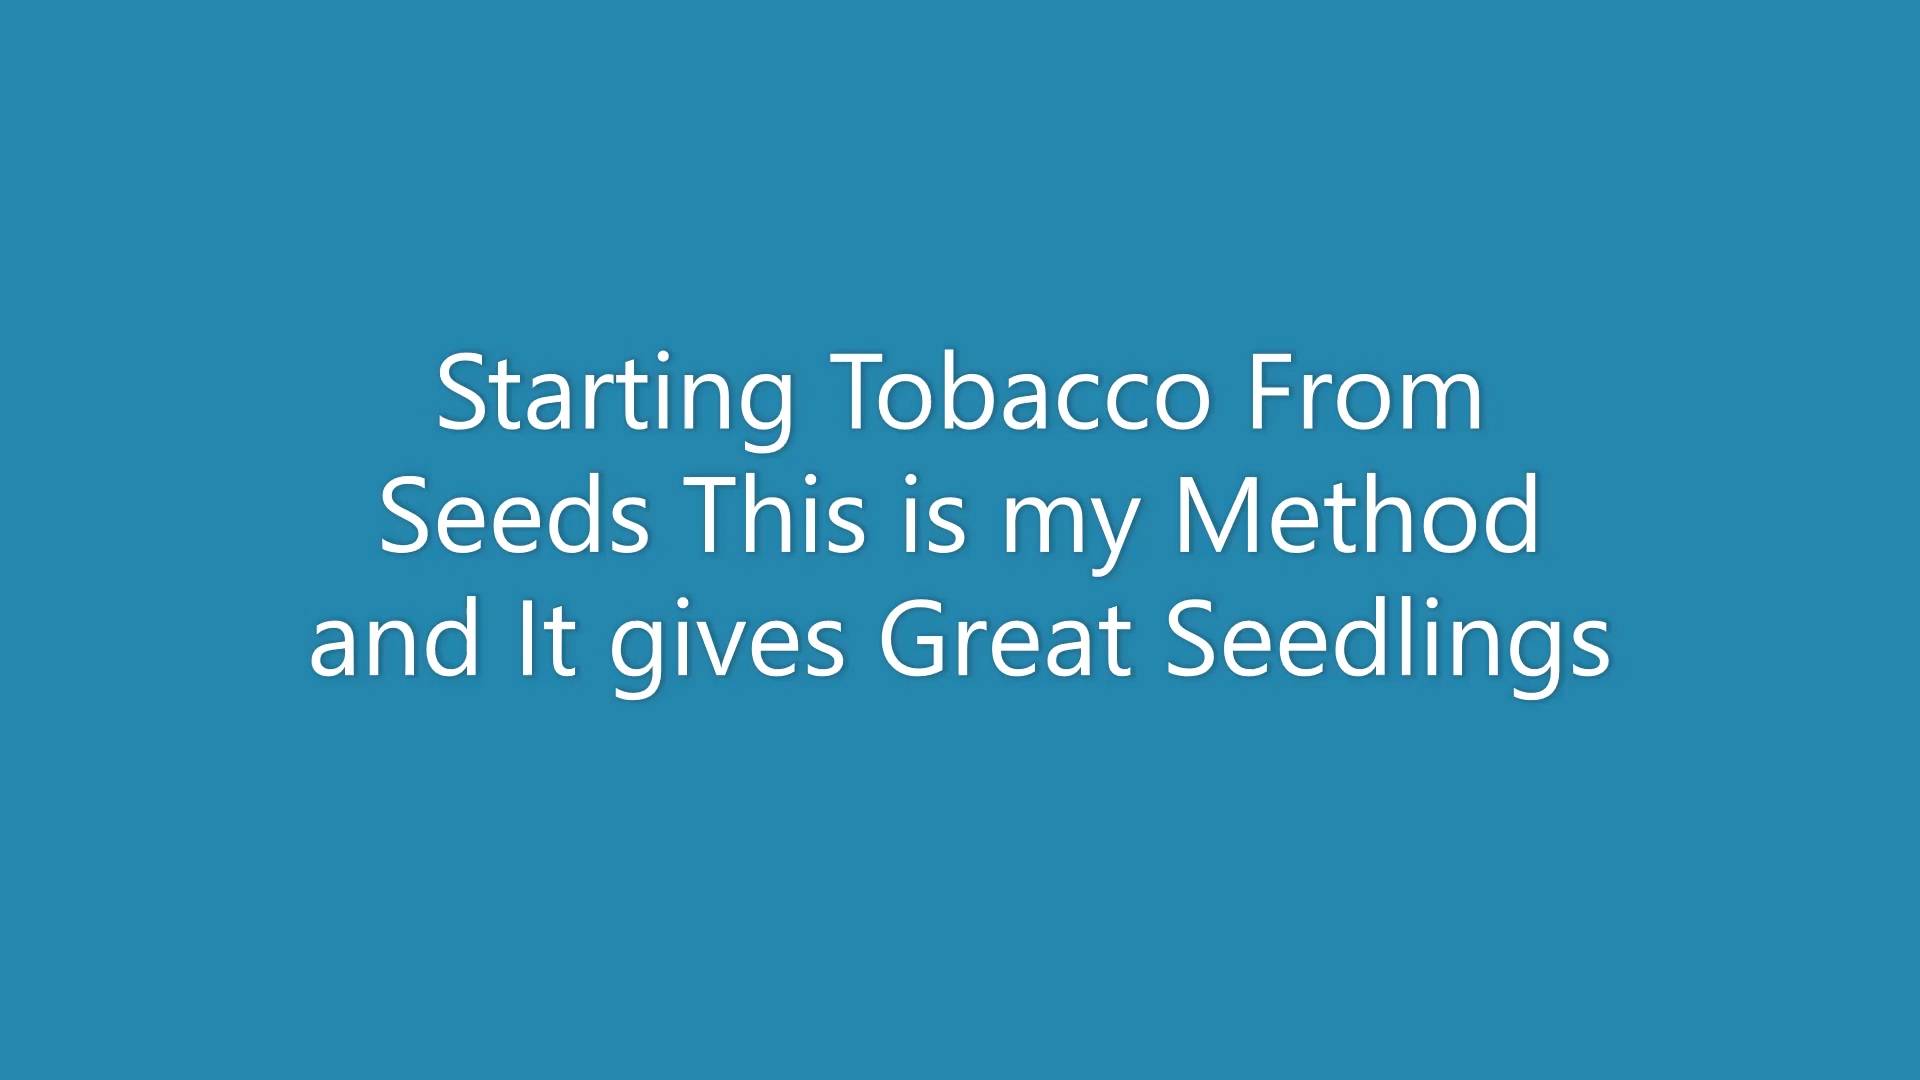 Starting Tobacco From
Seeds This is my Method
and It gives Great Seedlings